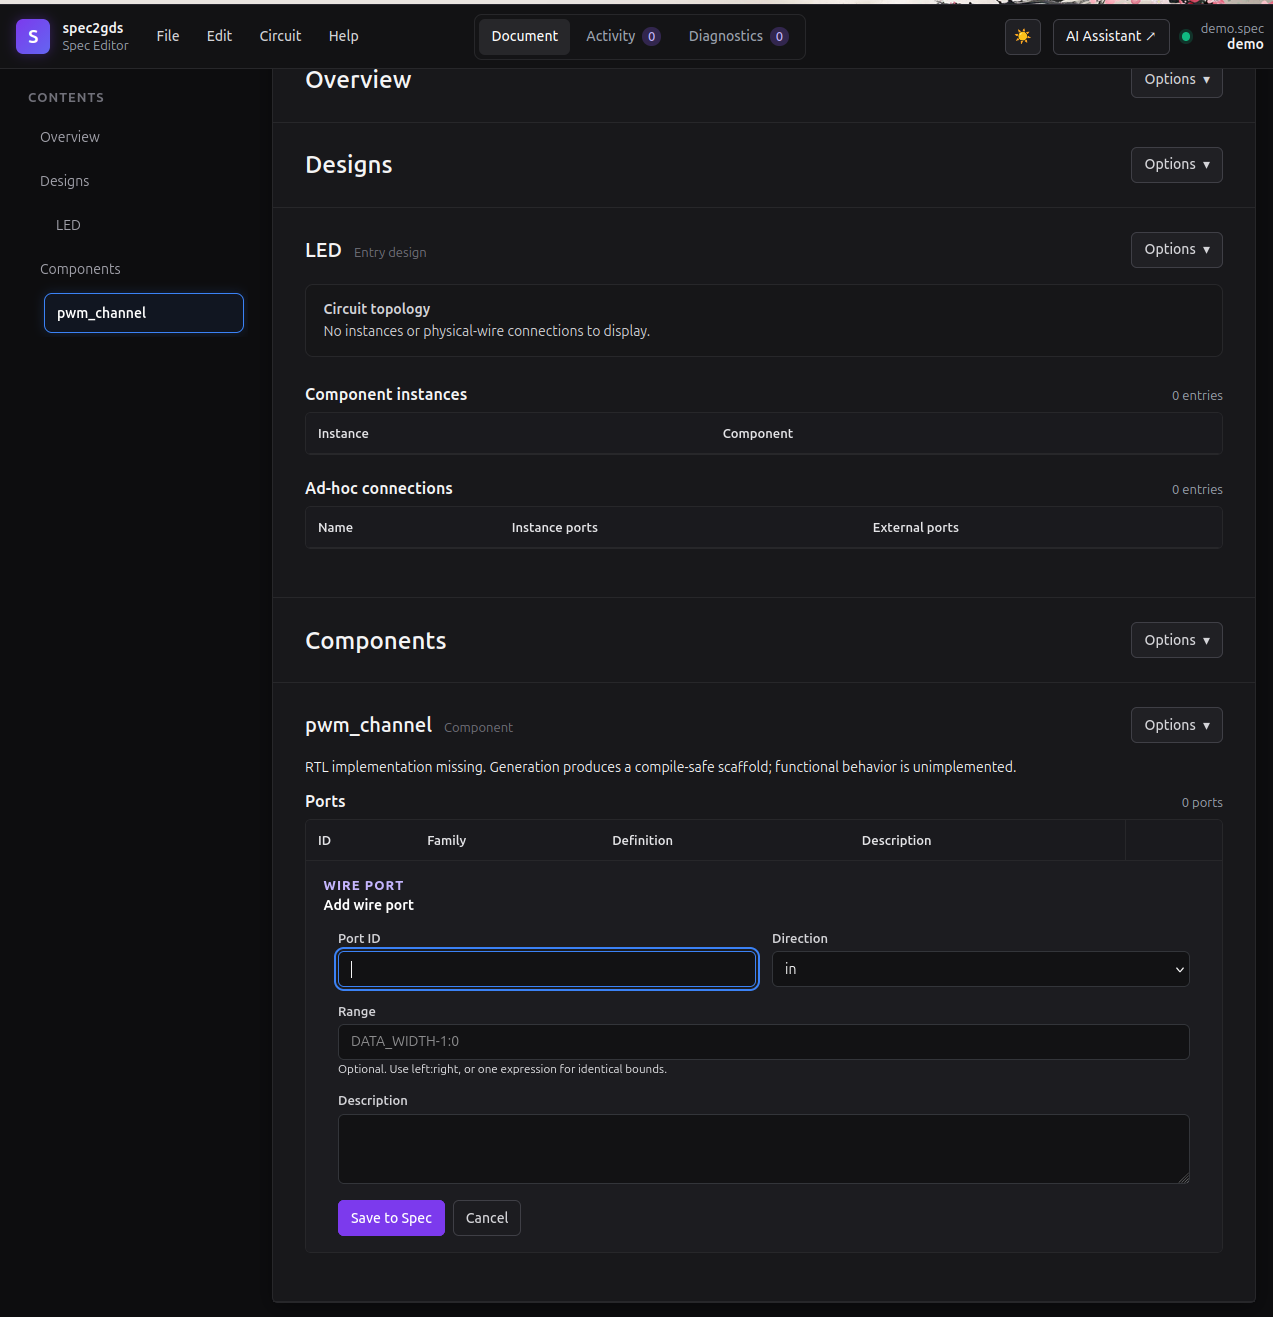 S
spec2gds
Spec Editor
File Edit Circuit Help
Document Activity 0 Diagnostics 0
AI Assistant ↗
demo.spec
demo
CONTENTS
Overview
Designs
LED
Components
pwm_channel
Overview
Options ▾
Designs
Options ▾
LED Entry design
Options ▾
Circuit topology
No instances or physical-wire connections to display.
Component instances
0 entries
Instance Component
Ad-hoc connections
0 entries
Name Instance ports External ports
Components
Options ▾
pwm_channel Component
Options ▾
RTL implementation missing. Generation produces a compile-safe scaffold; functional behavior is unimplemented.
Ports
0 ports
ID Family Definition Description
WIRE PORT
Add wire port
Port ID
Direction
in
Range
DATA_WIDTH-1:0
Optional. Use left:right, or one expression for identical bounds.
Description
Save to Spec Cancel